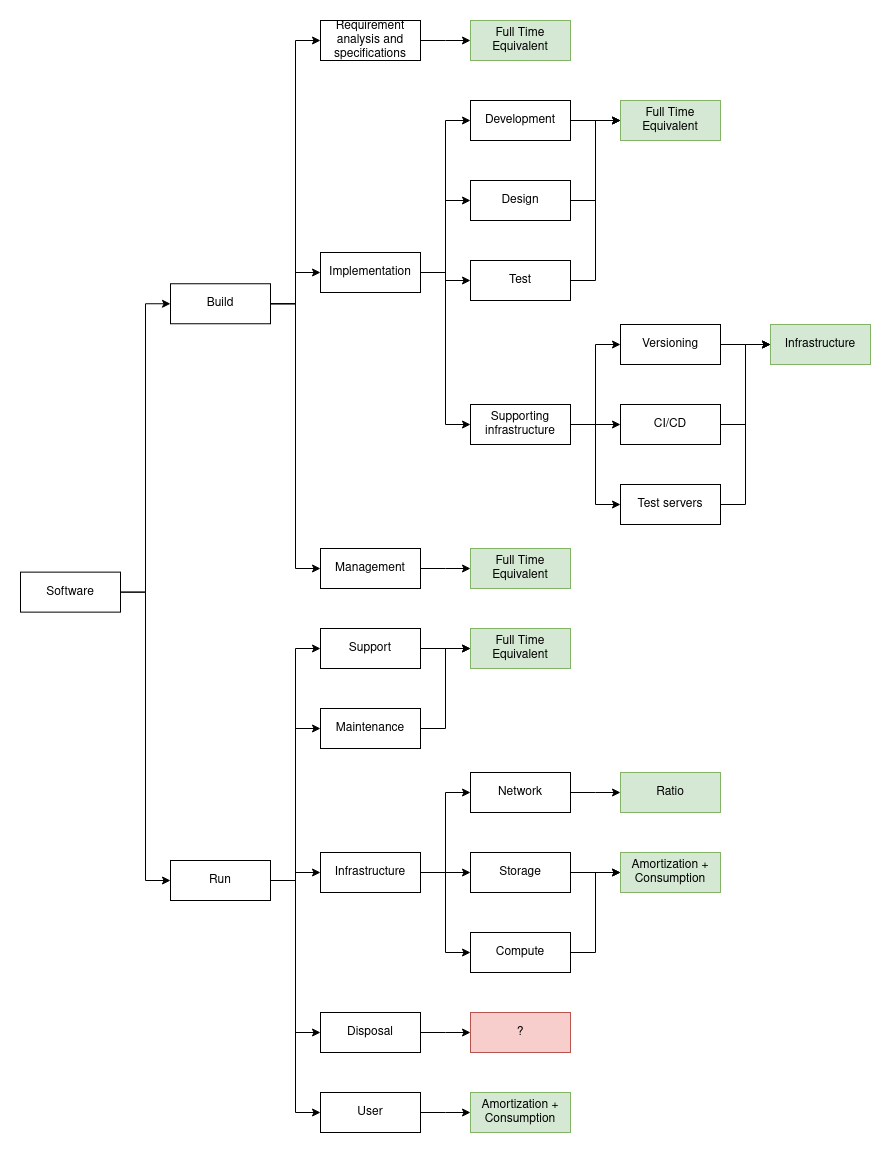 Requirement
analysis and
specifications
Full Time
Equivalent
Development
Full Time
Equivalent
Design
Implementation
Test
Build
Versioning
Infrastructure
Supporting
infrastructure
CI/CD
Test servers
Management
Full Time
Equivalent
Software
Support
Full Time
Equivalent
Maintenance
Network
Ratio
Run
Infrastructure
Storage
Amortization +
Consumption
Compute
Disposal
?
User
Amortization +
Consumption